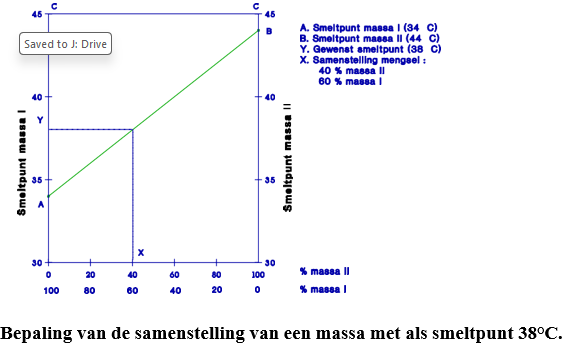 C C
45 45
Saved to J: Drive
B
A. Smeltpunt massa I (34 C)
B. Smeltpunt massa II (44 C)
Y. Gewenst smeltpunt (38 C)
X. Samenstelling mengsel :
40 % massa II
60 % massa I
40 40
Y
Smeltpunt massa I
Smeltpunt massa II
35 35
A
X
30 30
0 20 40 60 80 100 % massa II
100 80 60 40 20 0 % massa I
Bepaling van de samenstelling van een massa met als smeltpunt 38°C.